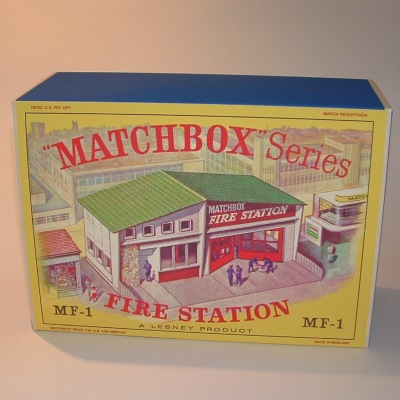 REGD. U.S. PAT. OFF.
MARCA REGISTRADA
"MATCHBOX" Series
MATCHBOX
FIRE STATION
MF-1
FIRE STATION
MF-1
A LESNEY PRODUCT
MADE IN ENGLAND